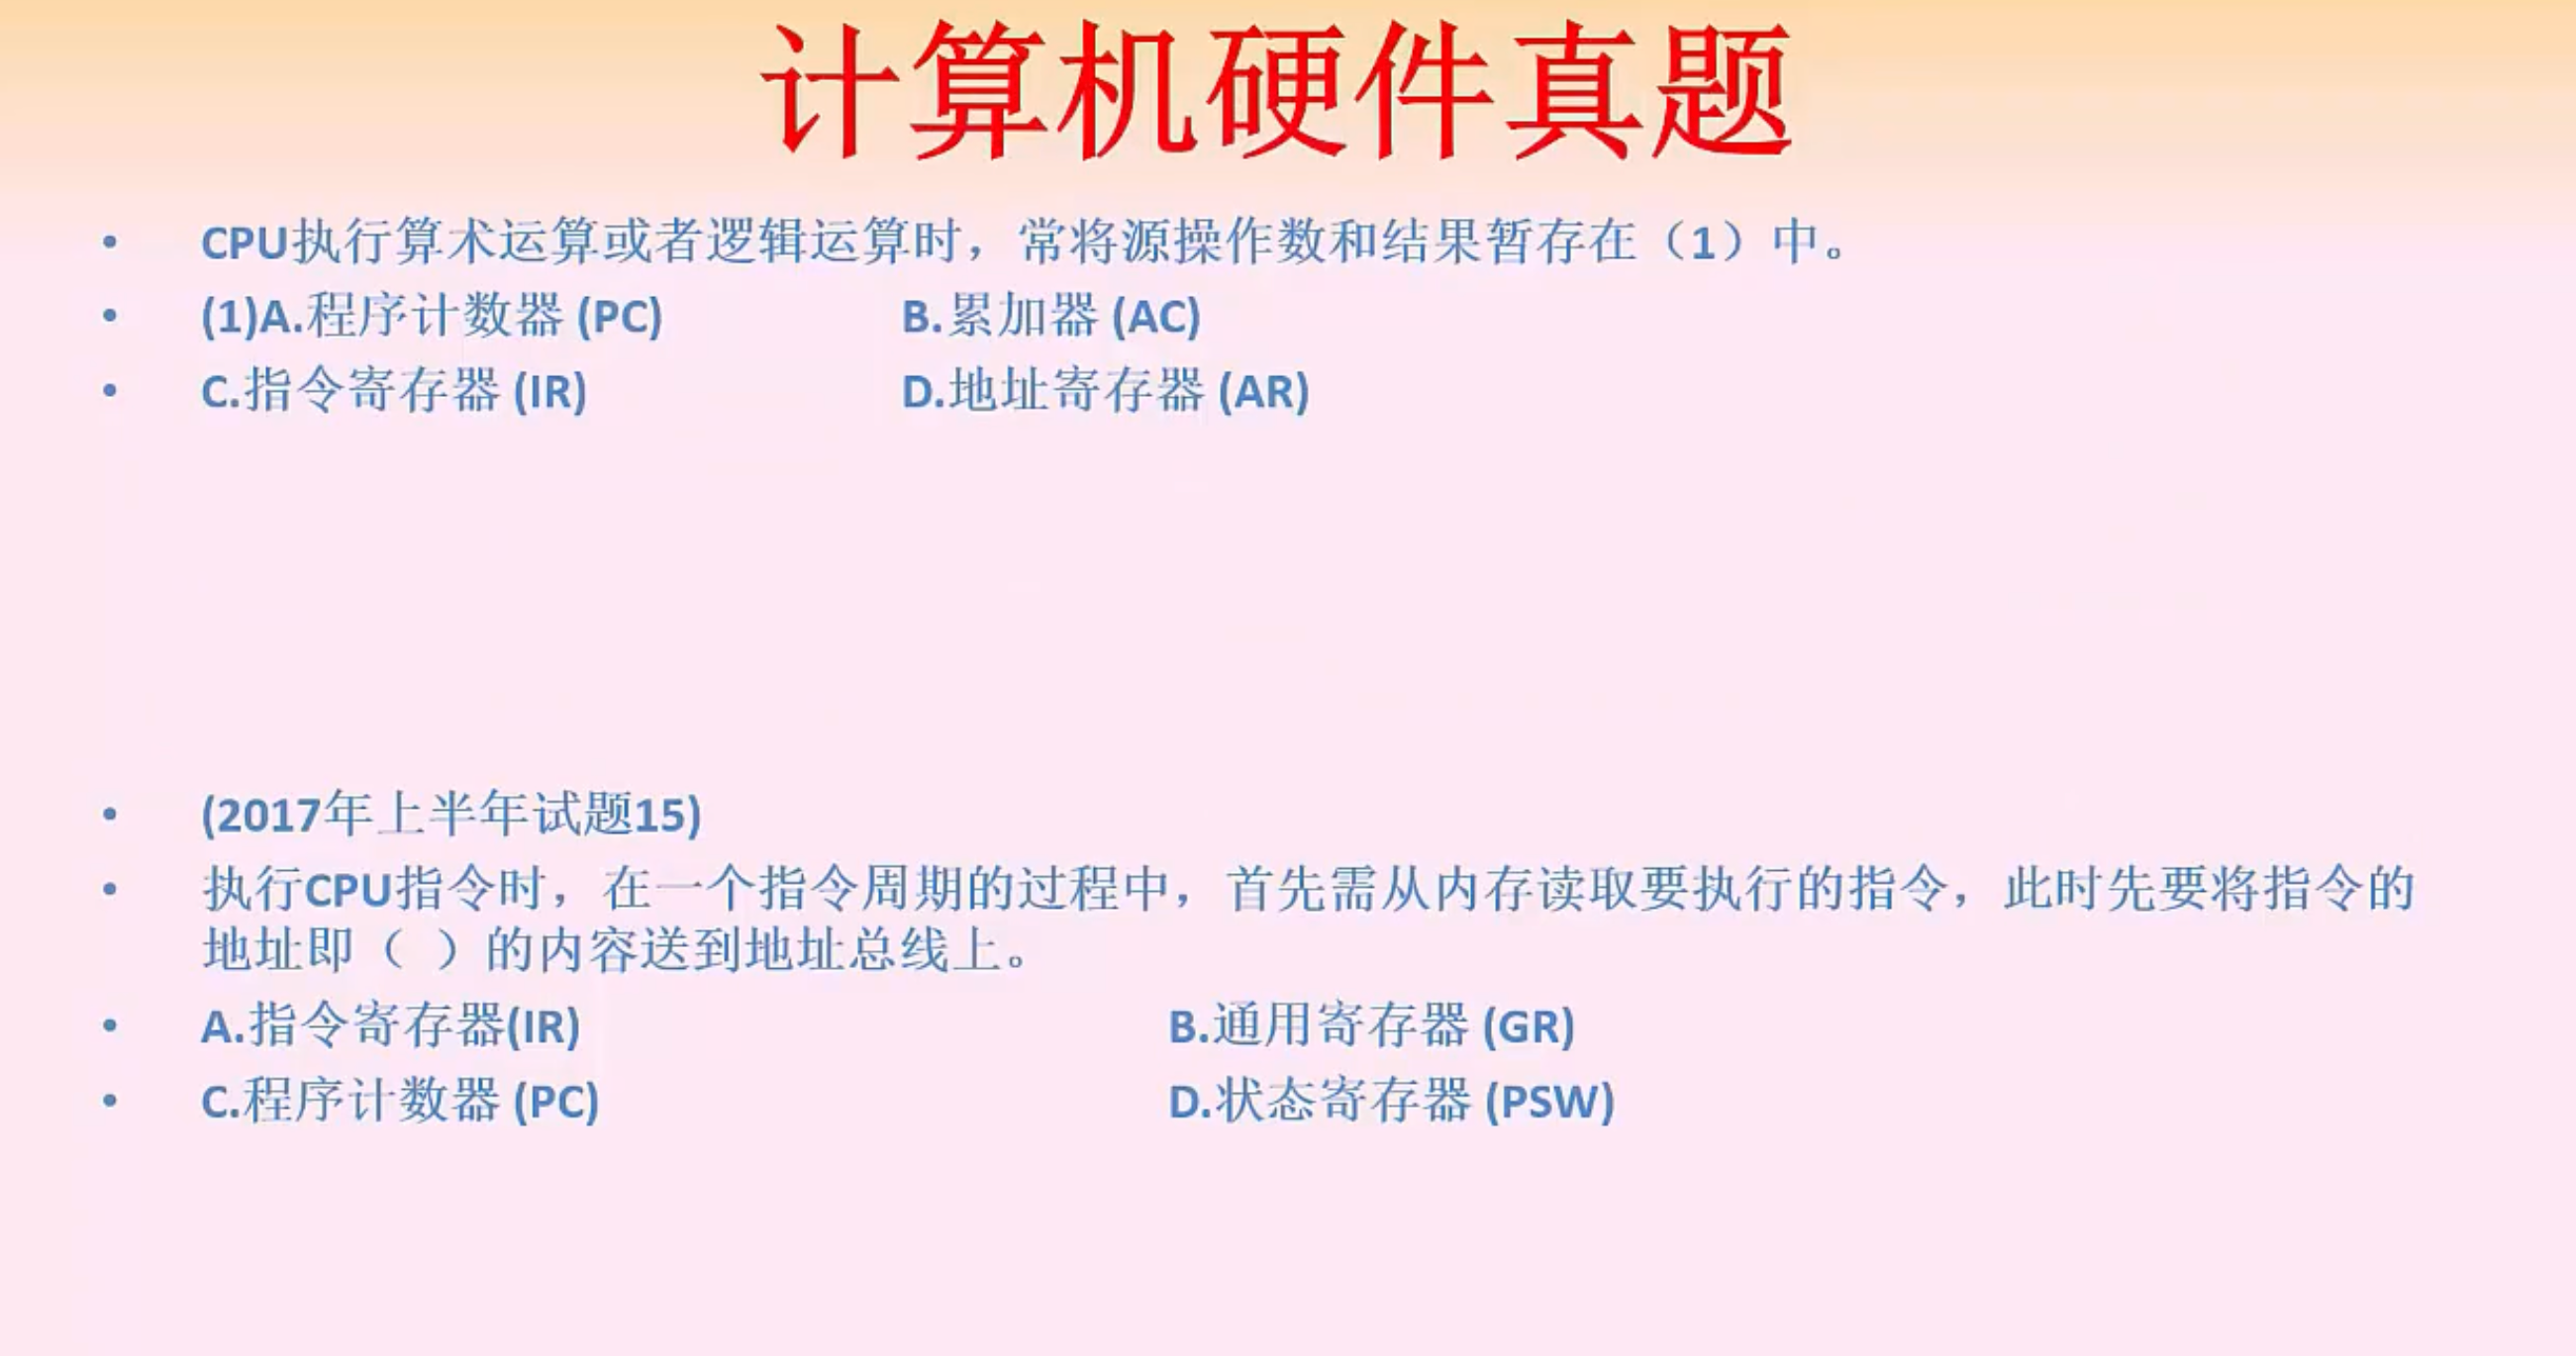 计算机硬件真题
• CPU执行算术运算或者逻辑运算时，常将源操作数和结果暂存在（1）中。
• (1)A.程序计数器 (PC) B.累加器 (AC)
• C.指令寄存器 (IR) D.地址寄存器 (AR)
• (2017年上半年试题15)
• 执行CPU指令时，在一个指令周期的过程中，首先需从内存读取要执行的指令，此时先要将指令的
地址即（ ）的内容送到地址总线上。
• A.指令寄存器(IR) B.通用寄存器 (GR)
• C.程序计数器 (PC) D.状态寄存器 (PSW)